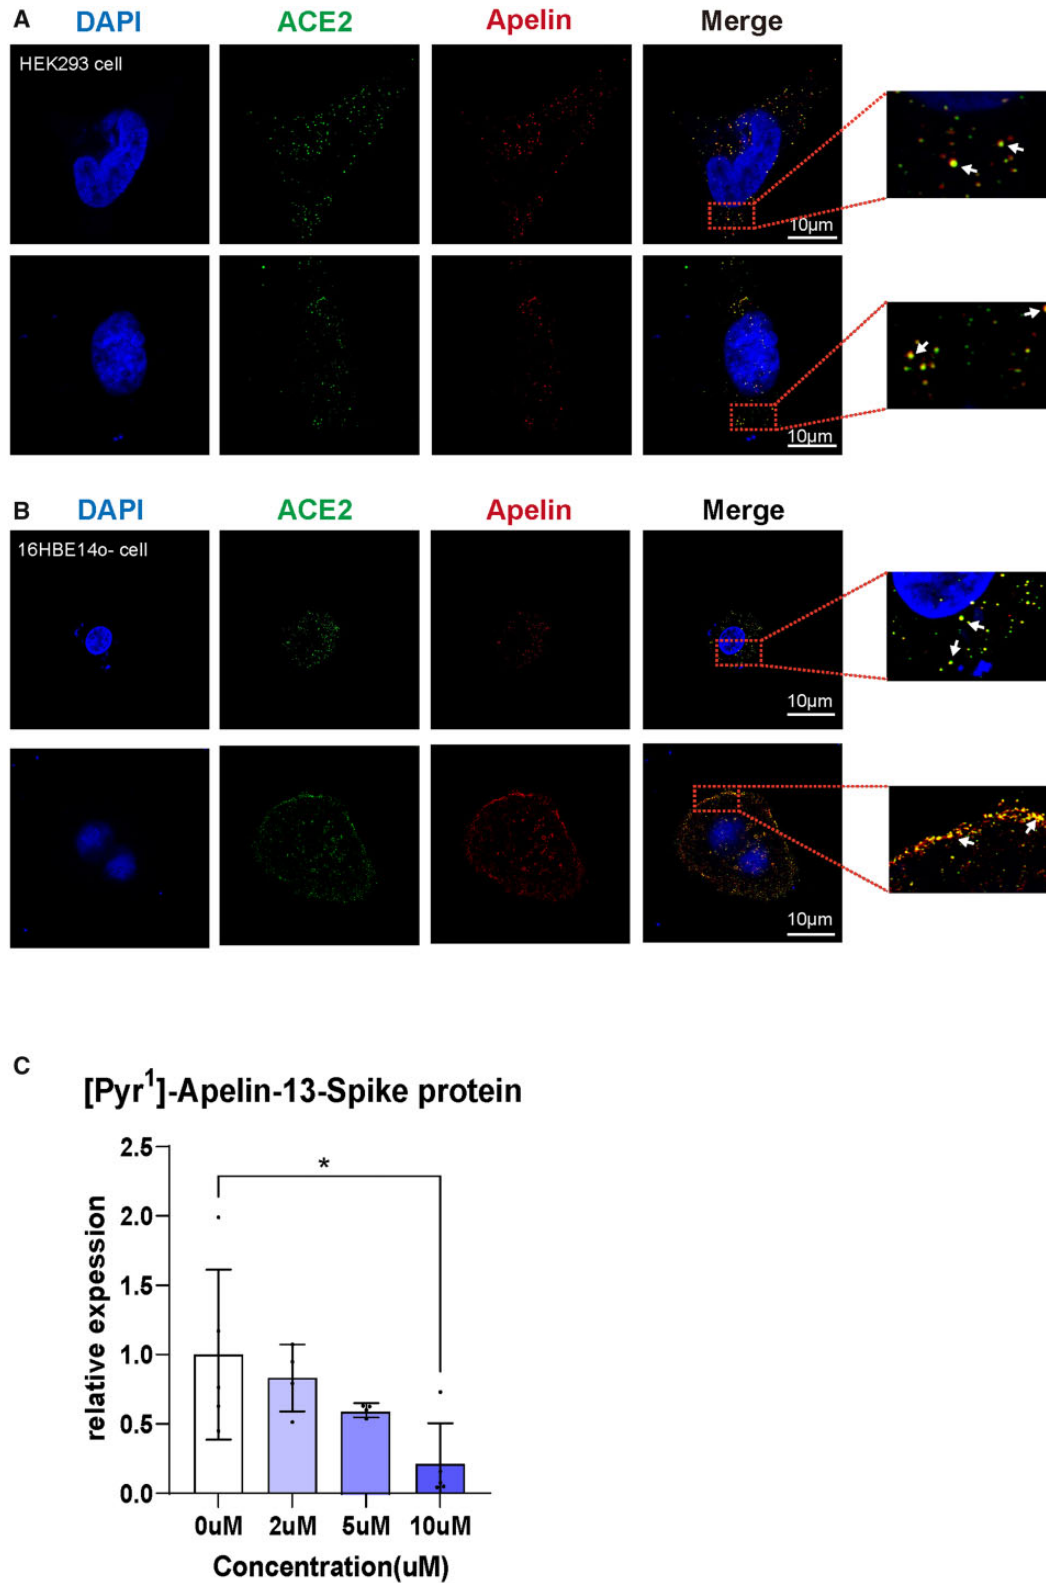 A
DAPI ACE2 Apelin Merge
HEK293 cell
10μm
10μm
B
DAPI ACE2 Apelin Merge
16HBE14o- cell
10μm
10μm
C
[Pyr1]-Apelin-13-Spike protein
2.5
*
2.0
1.5
1.0
0.5
0.0
relative expession
0uM 2uM 5uM 10uM
Concentration(uM)